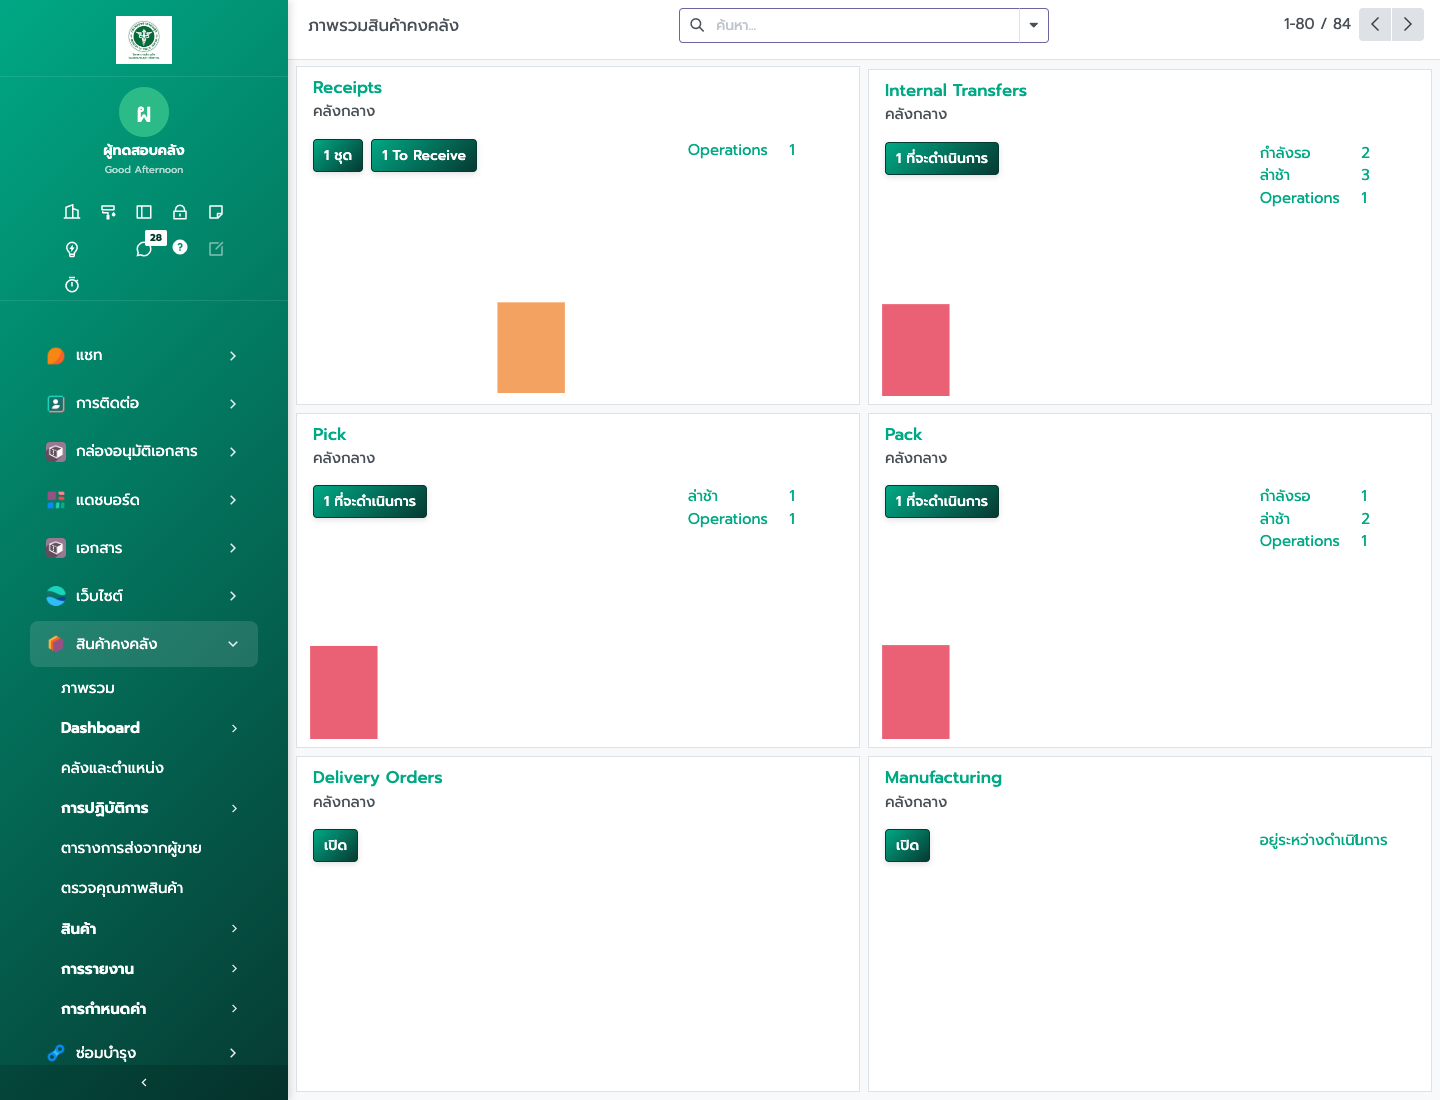 ผ
ผู้ทดสอบคลัง
Good Afternoon
28
แชท
การติดต่อ
กล่องอนุมัติเอกสาร
แดชบอร์ด
เอกสาร
เว็บไซต์
สินค้าคงคลัง
ภาพรวม
Dashboard
คลังและตำแหน่ง
การปฏิบัติการ
ตารางการส่งจากผู้ขาย
ตรวจคุณภาพสินค้า
สินค้า
การรายงาน
การกำหนดค่า
ซ่อมบำรุง
ภาพรวมสินค้าคงคลัง
ค้นหา...
1-80 / 84
Receipts
คลังกลาง
1 ชุด
1 To Receive
Operations 1
Internal Transfers
คลังกลาง
1 ที่จะดำเนินการ
กำลังรอ 2
ล่าช้า 3
Operations 1
Pick
คลังกลาง
1 ที่จะดำเนินการ
ล่าช้า 1
Operations 1
Pack
คลังกลาง
1 ที่จะดำเนินการ
กำลังรอ 1
ล่าช้า 2
Operations 1
Delivery Orders
คลังกลาง
เปิด
Manufacturing
คลังกลาง
เปิด
อยู่ระหว่างดำเนินการ 1